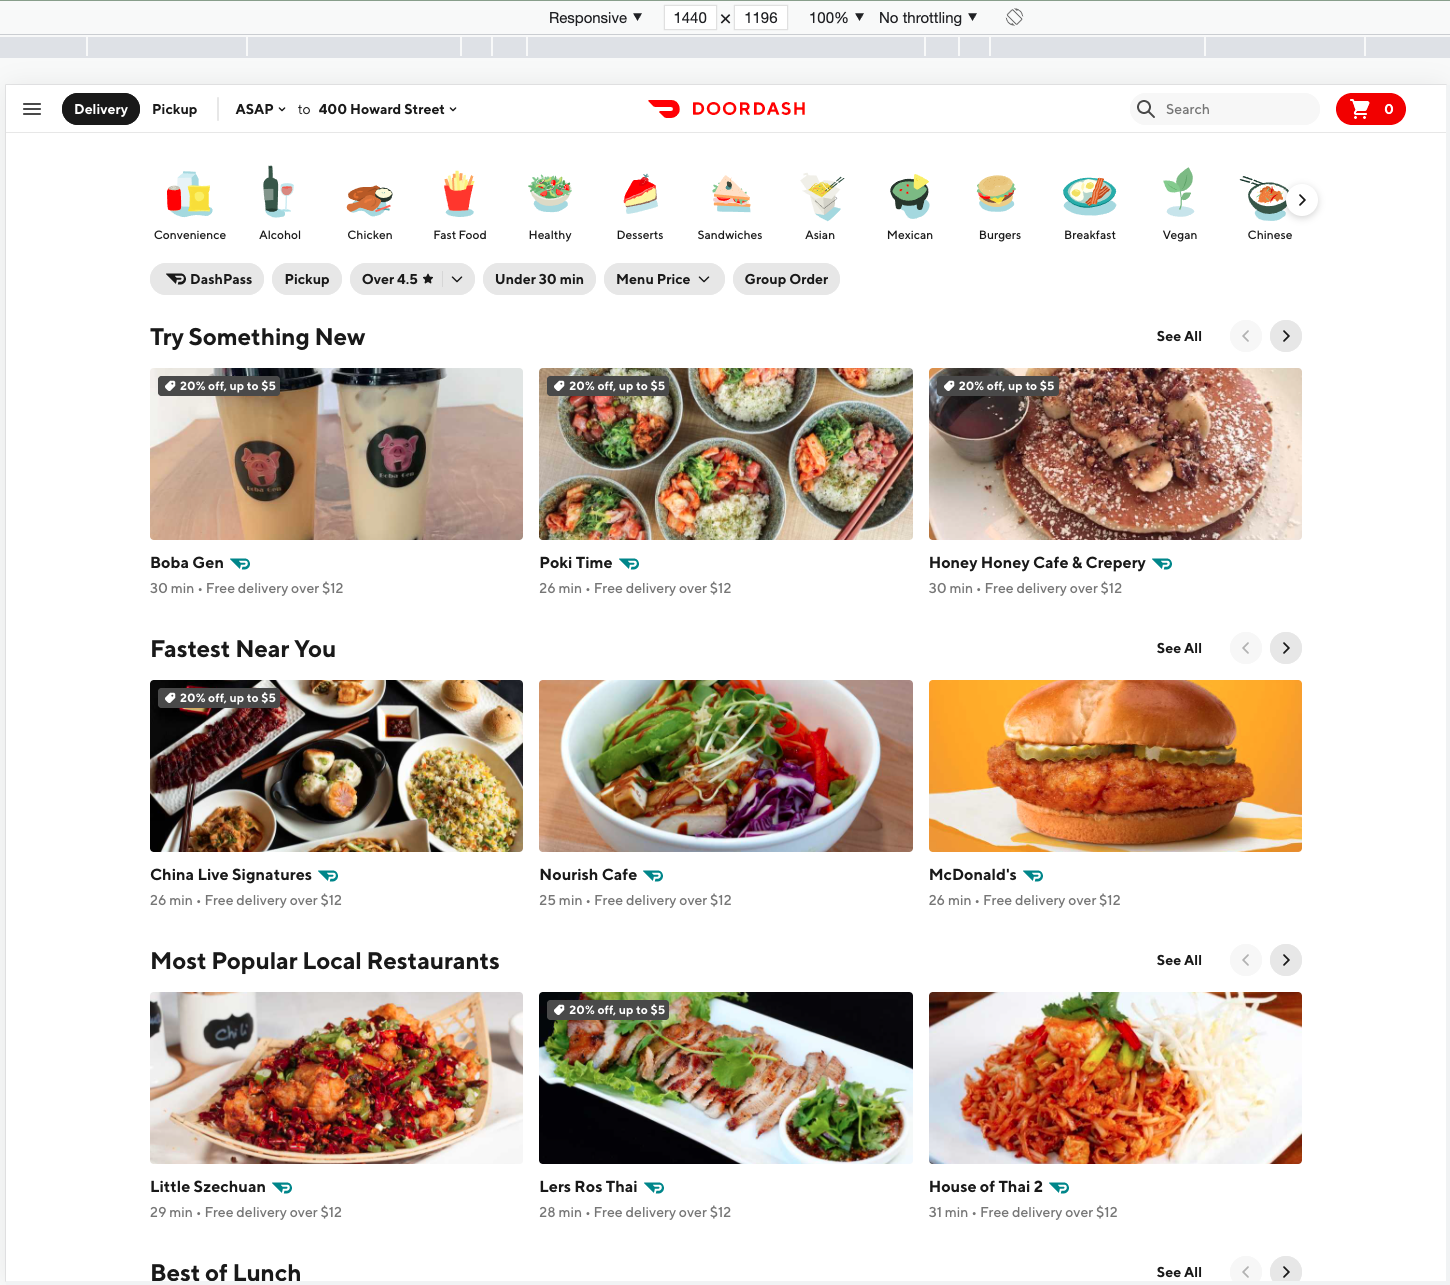 Responsive ▼ 1440 × 1196 100% ▼ No throttling ▼
Delivery Pickup ASAP to 400 Howard Street DOORDASH Search 0
Convenience Alcohol Chicken Fast Food Healthy Desserts Sandwiches Asian Mexican Burgers Breakfast Vegan Chinese
DashPass Pickup Over 4.5 ★ Under 30 min Menu Price Group Order
Try Something New See All
20% off, up to $5 20% off, up to $5 20% off, up to $5
Boba Gen Boba Gen
Boba Gen Poki Time Honey Honey Cafe & Crepery
30 min • Free delivery over $12 26 min • Free delivery over $12 30 min • Free delivery over $12
Fastest Near You See All
20% off, up to $5
China Live Signatures Nourish Cafe McDonald's
26 min • Free delivery over $12 25 min • Free delivery over $12 26 min • Free delivery over $12
Most Popular Local Restaurants See All
20% off, up to $5
Chili
Little Szechuan Lers Ros Thai House of Thai 2
29 min • Free delivery over $12 28 min • Free delivery over $12 31 min • Free delivery over $12
Best of Lunch See All